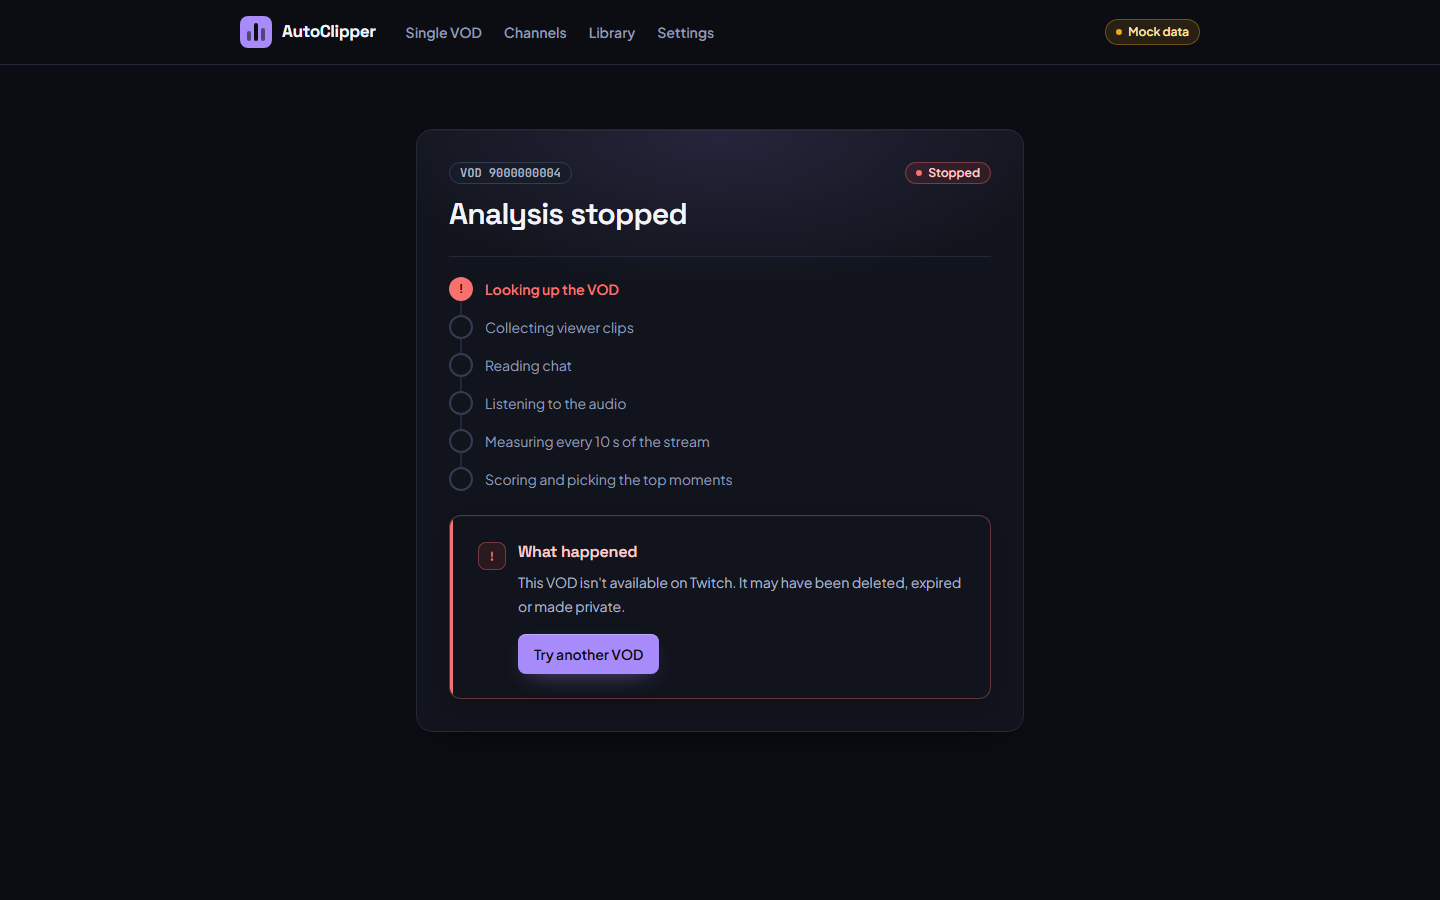 AutoClipper
Single VOD
Channels
Library
Settings
Mock data
VOD 9000000004
Stopped
Analysis stopped
!
Looking up the VOD
Collecting viewer clips
Reading chat
Listening to the audio
Measuring every 10 s of the stream
Scoring and picking the top moments
!
What happened
This VOD isn't available on Twitch. It may have been deleted, expired
or made private.
Try another VOD